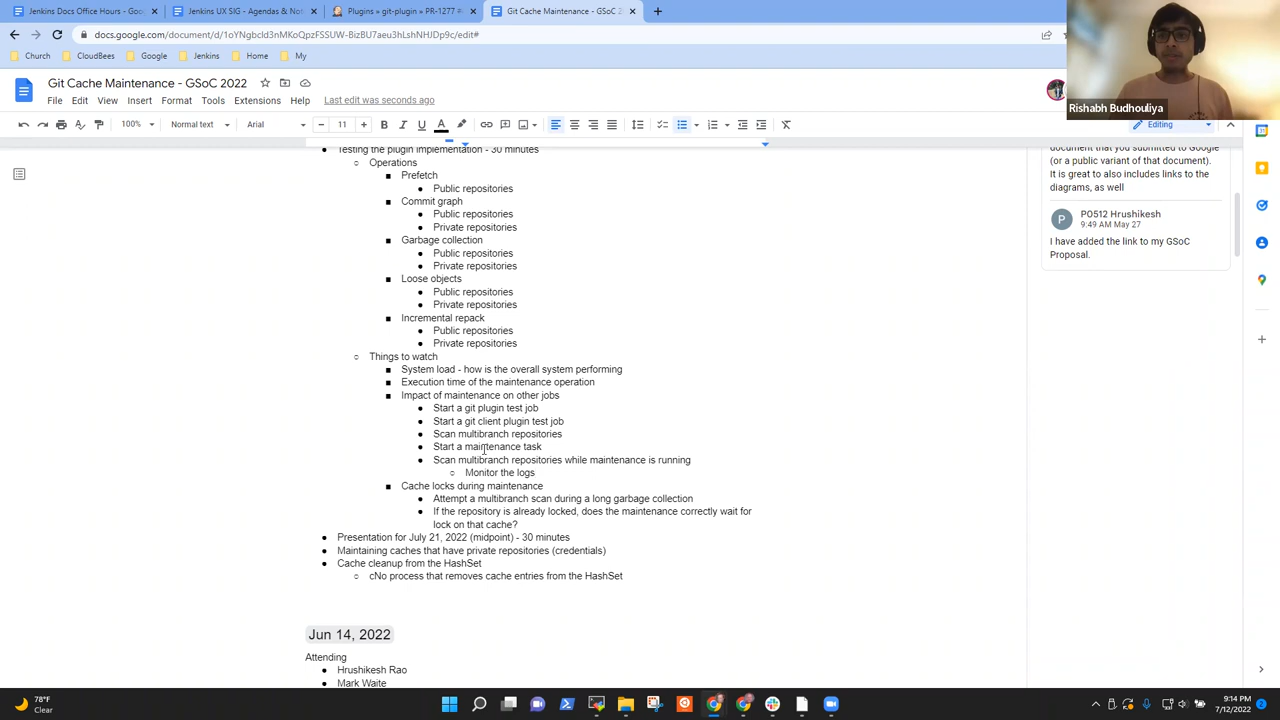 Jenkins Docs Office Hours - Goo
Jenkins UX SIG - Agendas & Not
Plugins » git-plugin » PR-1277 #
Git Cache Maintenance - GSoC 20
docs.google.com/document/d/1oYNgbcld3nMKoQpzFSSUW-BizBU7aeu3hLshNHJDp9c/edit#
Church
CloudBees
Google
Jenkins
Home
My
Git Cache Maintenance - GSoC 2022
File Edit View Insert Format Tools Extensions Help Last edit was seconds ago
100% Normal text Arial 11
Editing
Rishabh Budhouliya
Testing the plugin implementation - 30 minutes
Operations
Prefetch
Public repositories
Commit graph
Public repositories
Private repositories
Garbage collection
Public repositories
Private repositories
Loose objects
Public repositories
Private repositories
Incremental repack
Public repositories
Private repositories
Things to watch
System load - how is the overall system performing
Execution time of the maintenance operation
Impact of maintenance on other jobs
Start a git plugin test job
Start a git client plugin test job
Scan multibranch repositories
Start a maintenance task
Scan multibranch repositories while maintenance is running
Monitor the logs
Cache locks during maintenance
Attempt a multibranch scan during a long garbage collection
If the repository is already locked, does the maintenance correctly wait for
lock on that cache?
Presentation for July 21, 2022 (midpoint) - 30 minutes
Maintaining caches that have private repositories (credentials)
Cache cleanup from the HashSet
cNo process that removes cache entries from the HashSet
Jun 14, 2022
Attending
Hrushikesh Rao
Mark Waite
document that you submitted to Google
(or a public variant of that document).
It is great to also includes links to the
diagrams, as well
P
PO512 Hrushikesh
9:49 AM May 27
I have added the link to my GSoC
Proposal.
78°F
Clear
9:14 PM
7/12/2022
2